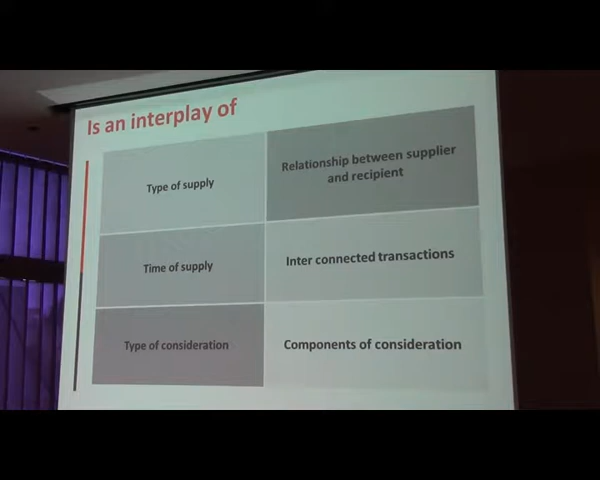 Is an interplay of
Type of supply
Relationship between supplier
and recipient
Time of supply
Inter connected transactions
Type of consideration
Components of consideration